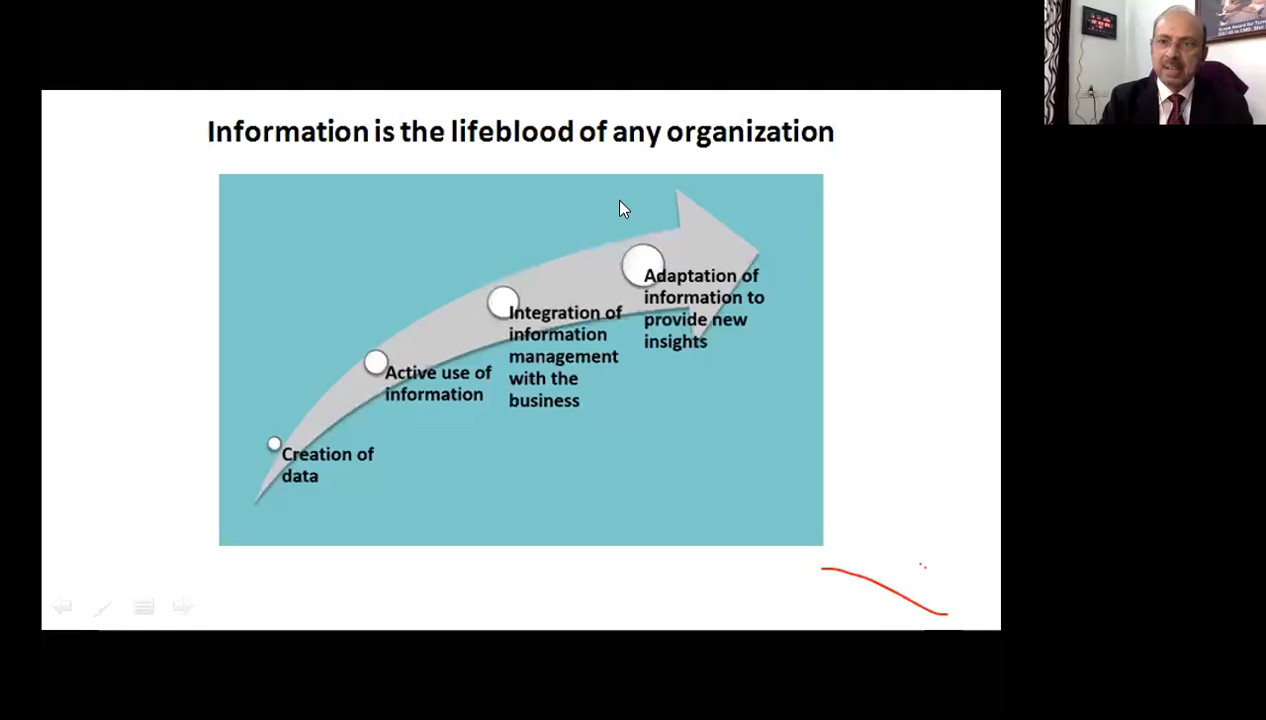 Information is the lifeblood of any organization
Adaptation of
information to
provide new
insights
Integration of
information
management
with the
business
Active use of
information
Creation of
data